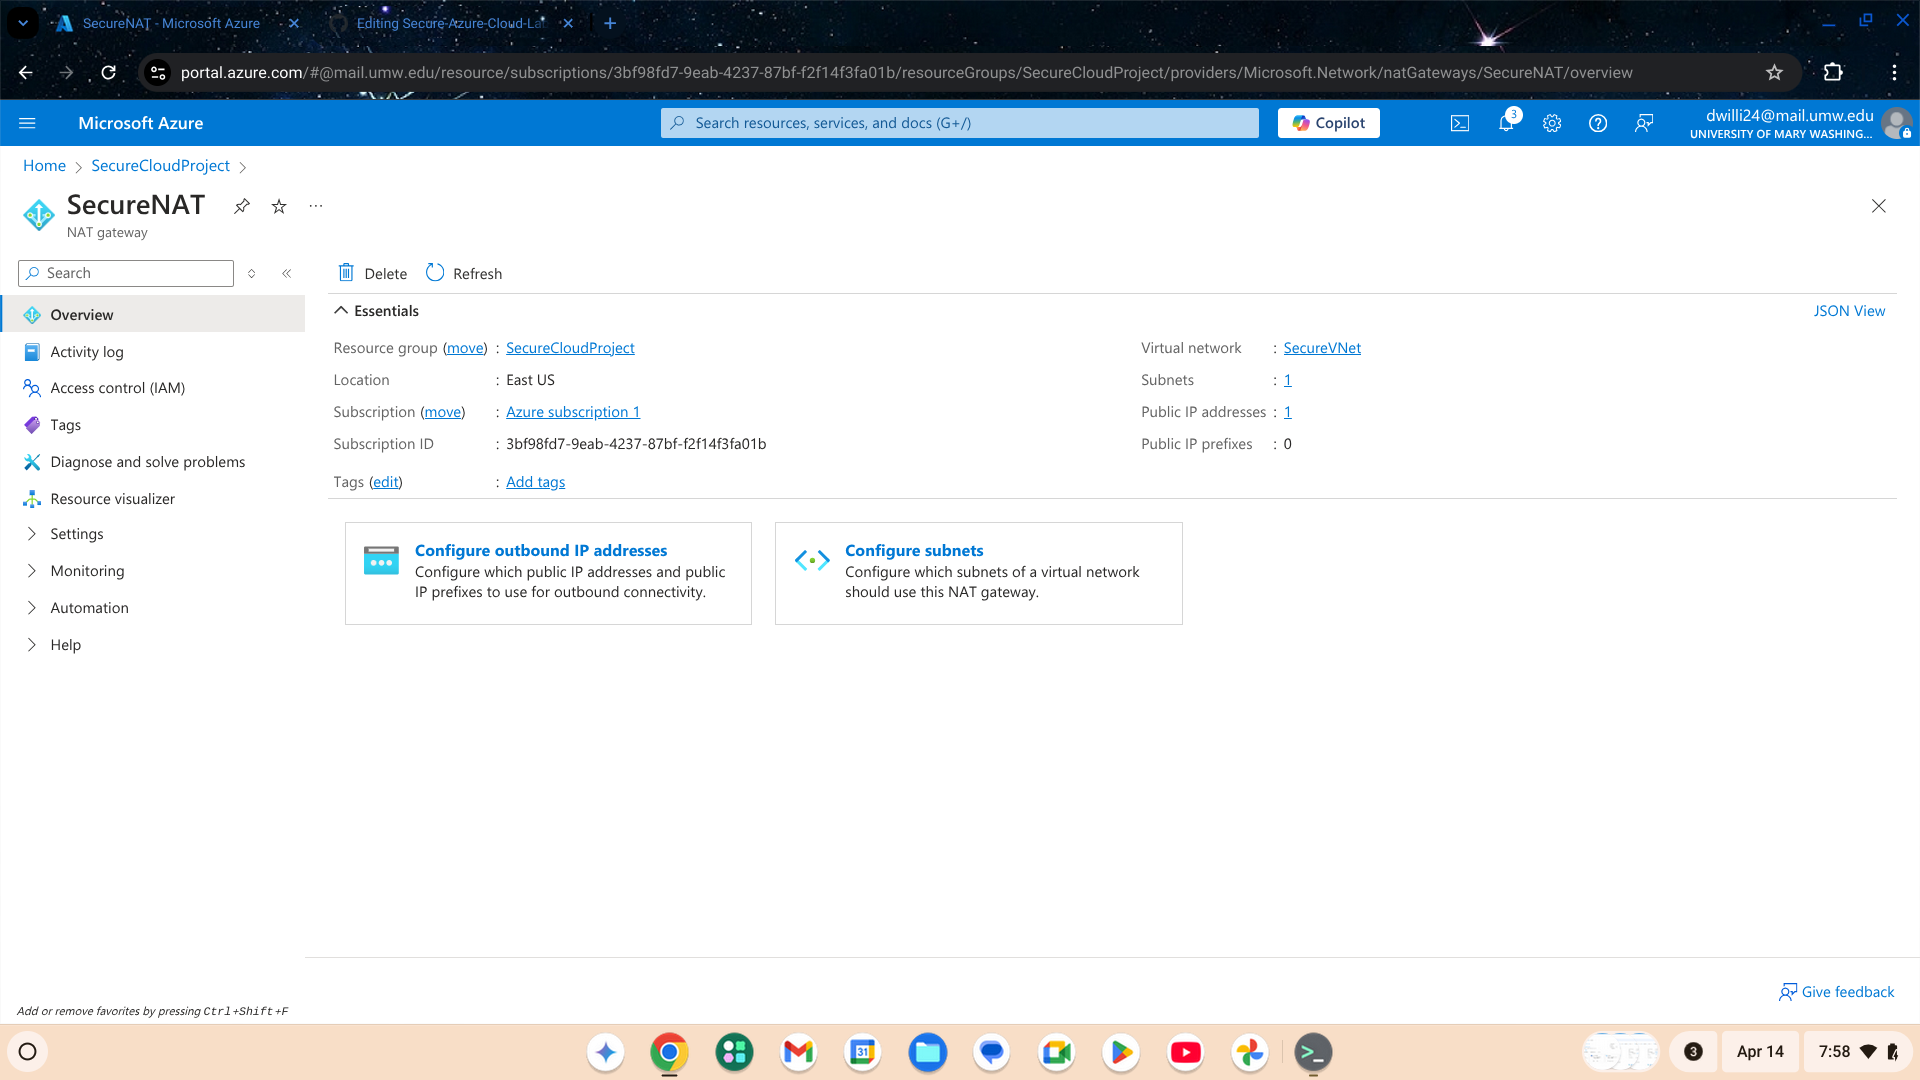 SecureNAT - Microsoft Azure
Editing Secure-Azure-Cloud-La
portal.azure.com/#@mail.umw.edu/resource/subscriptions/3bf98fd7-9eab-4237-87bf-f2f14f3fa01b/resourceGroups/SecureCloudProject/providers/Microsoft.Network/natGateways/SecureNAT/overview
Microsoft Azure
Search resources, services, and docs (G+/)
Copilot
3
dwilli24@mail.umw.edu
UNIVERSITY OF MARY WASHING...
Home > SecureCloudProject >
SecureNAT
NAT gateway
Search
Delete
Refresh
Overview
Activity log
Access control (IAM)
Tags
Diagnose and solve problems
Resource visualizer
Settings
Monitoring
Automation
Help
Essentials
JSON View
Resource group (move) : SecureCloudProject
Location : East US
Subscription (move) : Azure subscription 1
Subscription ID : 3bf98fd7-9eab-4237-87bf-f2f14f3fa01b
Tags (edit) : Add tags
Virtual network : SecureVNet
Subnets : 1
Public IP addresses : 1
Public IP prefixes : 0
Configure outbound IP addresses
Configure which public IP addresses and public
IP prefixes to use for outbound connectivity.
Configure subnets
Configure which subnets of a virtual network
should use this NAT gateway.
Give feedback
Add or remove favorites by pressing Ctrl+Shift+F
31
3
Apr 14
7:58